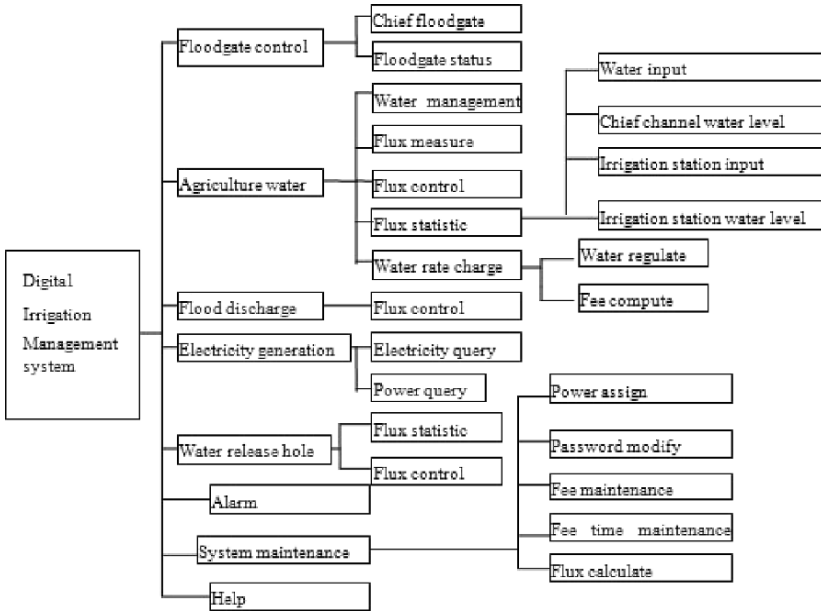 Digital
Irrigation
Management
system
Floodgate control
Chief floodgate
Floodgate status
Agriculture water
Water management
Flux measure
Flux control
Flux statistic
Water input
Chief channel water level
Irrigation station input
Irrigation station water level
Water rate charge
Water regulate
Fee compute
Flood discharge
Flux control
Electricity generation
Electricity query
Power query
Water release hole
Flux statistic
Flux control
Alarm
System maintenance
Power assign
Password modify
Fee maintenance
Fee time maintenance
Flux calculate
Help